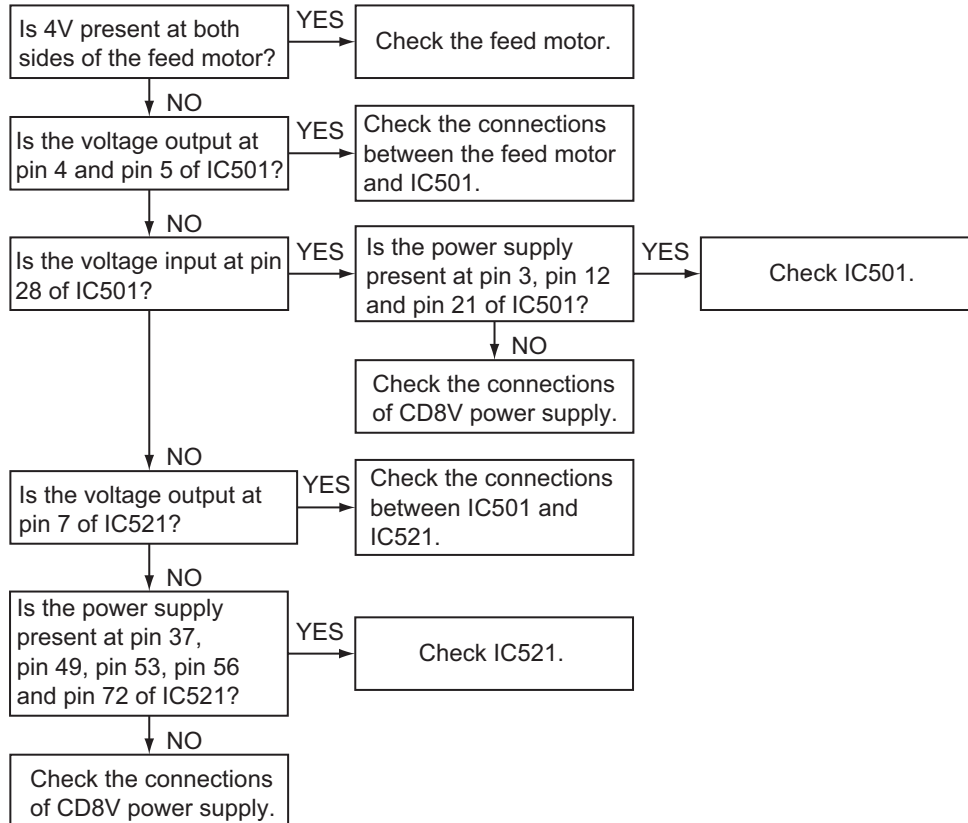 Is 4V present at both
sides of the feed motor?
YES
Check the feed motor.
NO
Is the voltage output at
pin 4 and pin 5 of IC501?
YES
Check the connections
between the feed motor
and IC501.
NO
Is the voltage input at pin
28 of IC501?
YES
Is the power supply
present at pin 3, pin 12
and pin 21 of IC501?
YES
Check IC501.
NO
Check the connections
of CD8V power supply.
NO
Is the voltage output at
pin 7 of IC521?
YES
Check the connections
between IC501 and
IC521.
NO
Is the power supply
present at pin 37,
pin 49, pin 53, pin 56
and pin 72 of IC521?
YES
Check IC521.
NO
Check the connections
of CD8V power supply.